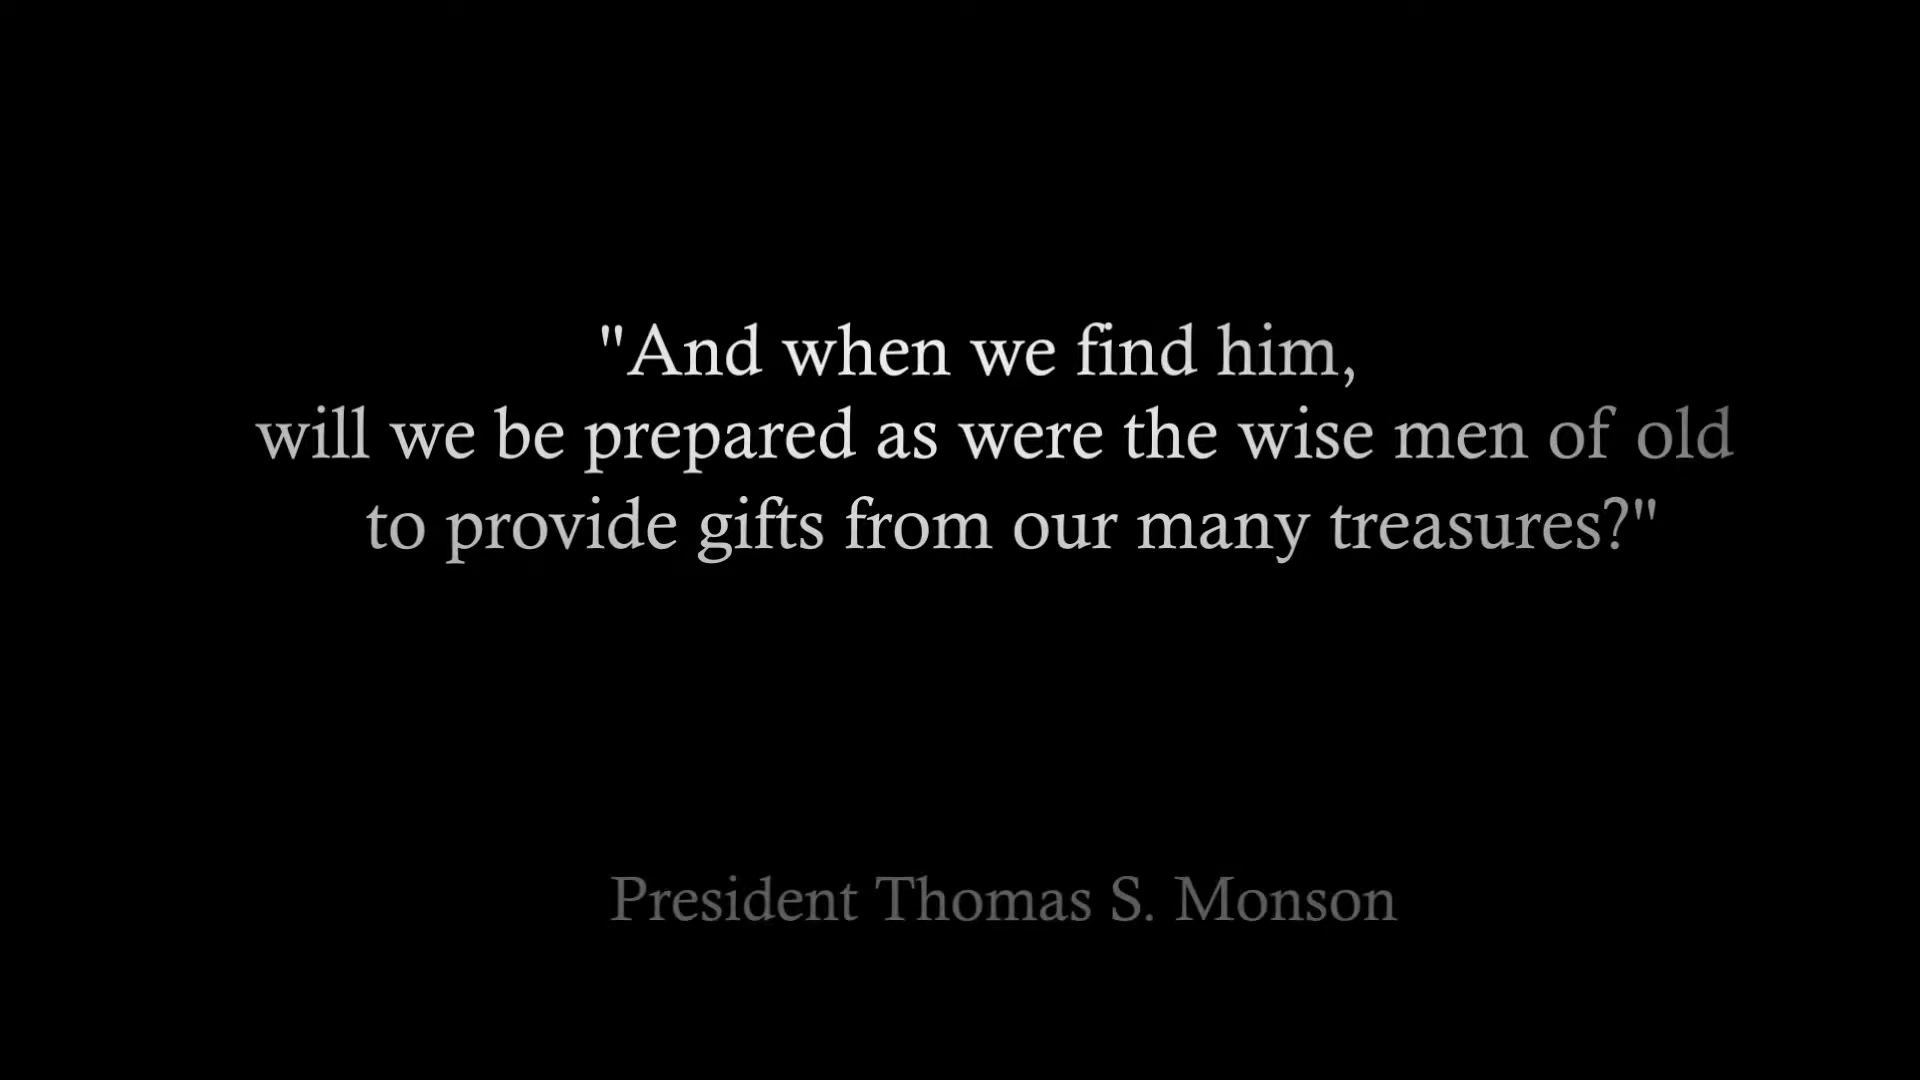 "And when we find him,
will we be prepared as were the wise men of old
to provide gifts from our many treasures?"
President Thomas S. Monson